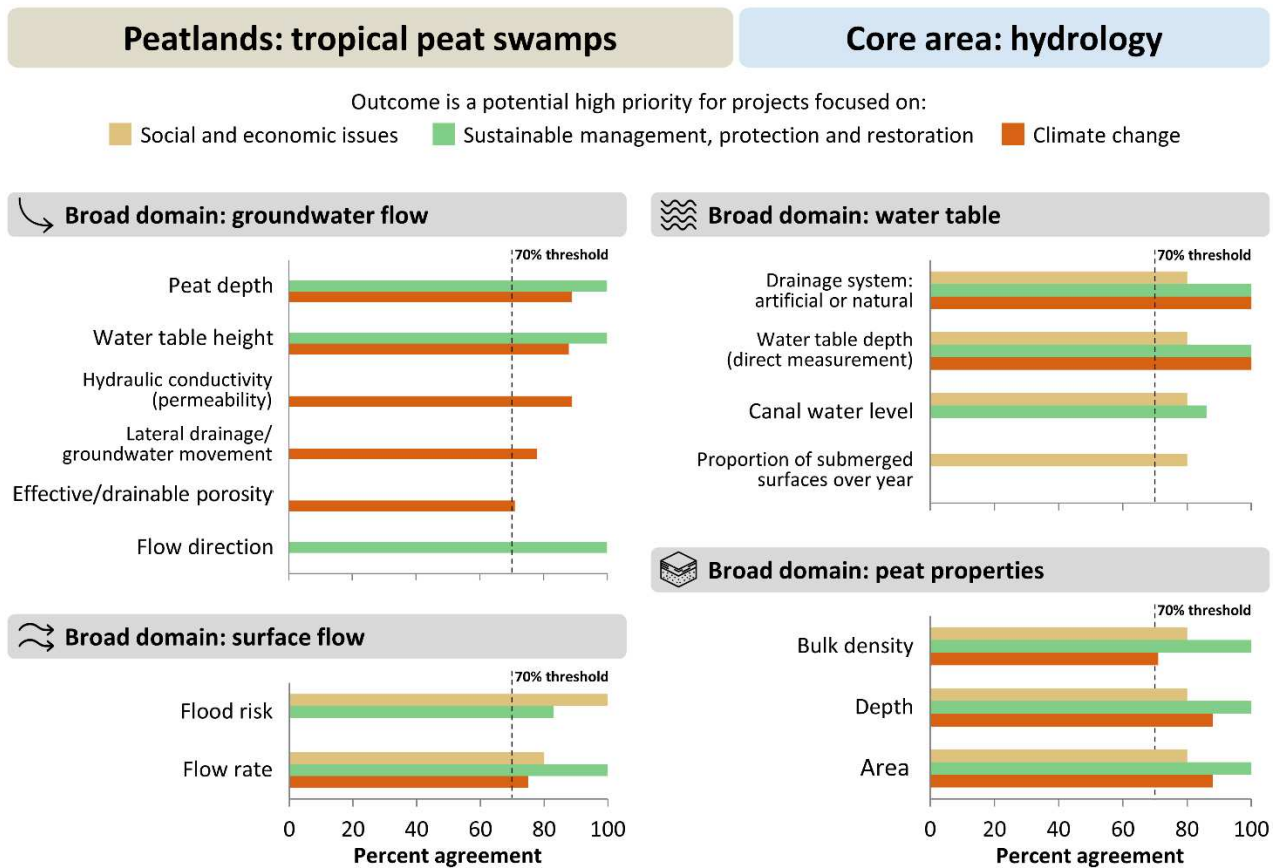 Peatlands: tropical peat swamps
Core area: hydrology
Outcome is a potential high priority for projects focused on:
Social and economic issues
Sustainable management, protection and restoration
Climate change
Broad domain: groundwater flow
70% threshold
Peat depth
Water table height
Hydraulic conductivity
(permeability)
Lateral drainage/
groundwater movement
Effective/drainable porosity
Flow direction
Broad domain: surface flow
70% threshold
Flood risk
Flow rate
0 20 40 60 80 100
Percent agreement
Broad domain: water table
70% threshold
Drainage system:
artificial or natural
Water table depth
(direct measurement)
Canal water level
Proportion of submerged
surfaces over year
Broad domain: peat properties
70% threshold
Bulk density
Depth
Area
0 20 40 60 80 100
Percent agreement